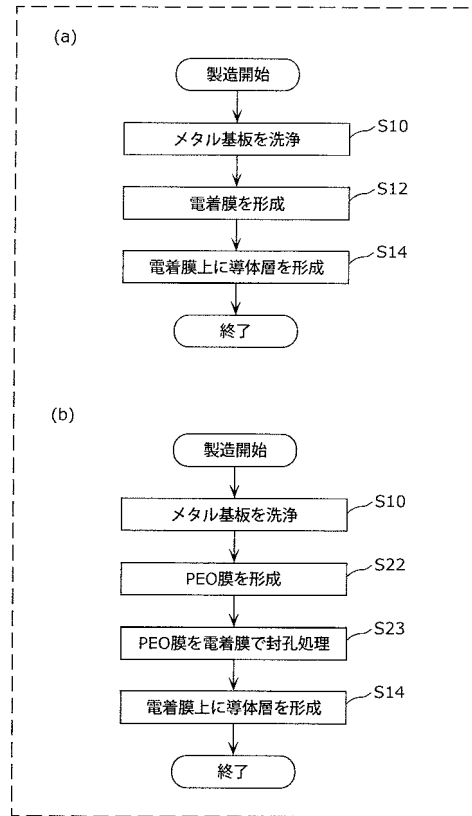 (a)
製造開始
メタル基板を洗浄
S10
電着膜を形成
S12
電着膜上に導体層を形成
S14
終了
(b)
製造開始
メタル基板を洗浄
S10
PEO膜を形成
S22
PEO膜を電着膜で封孔処理
S23
電着膜上に導体層を形成
S14
終了